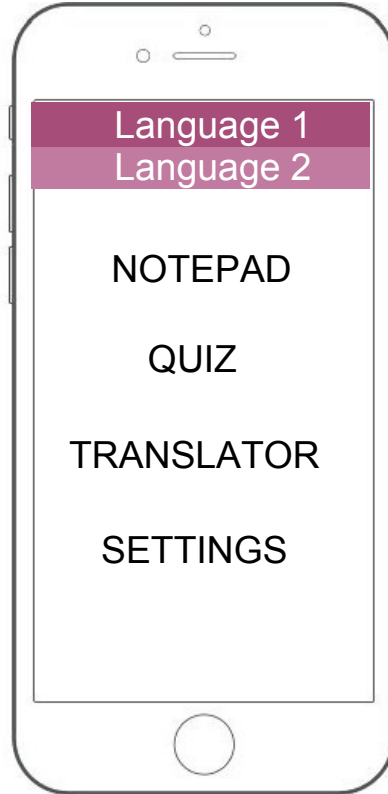 Language 1
Language 2
NOTEPAD
QUIZ
TRANSLATOR
SETTINGS